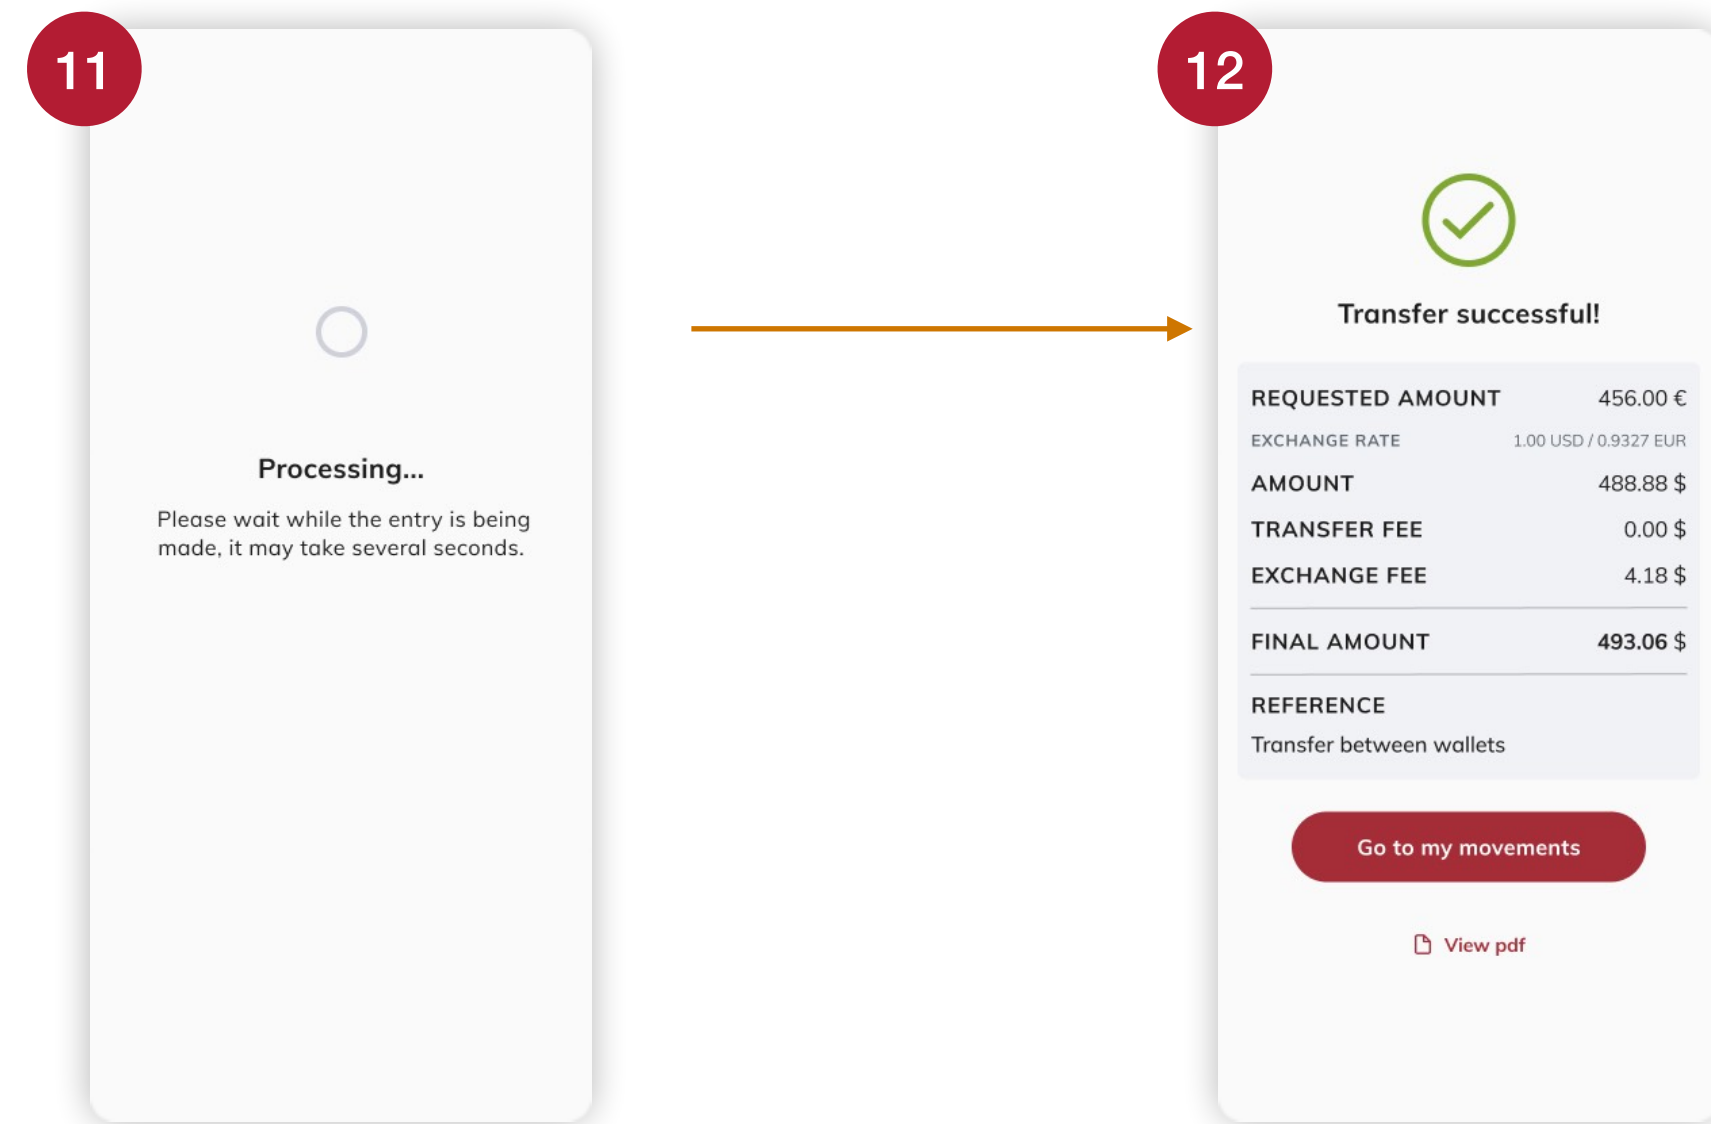 11
Processing...
Please wait while the entry is being
made, it may take several seconds.
12
Transfer successful!
REQUESTED AMOUNT 456.00 €
EXCHANGE RATE 1.00 USD / 0.9327 EUR
AMOUNT 488.88 $
TRANSFER FEE 0.00 $
EXCHANGE FEE 4.18 $
FINAL AMOUNT 493.06 $
REFERENCE
Transfer between wallets
Go to my movements
View pdf